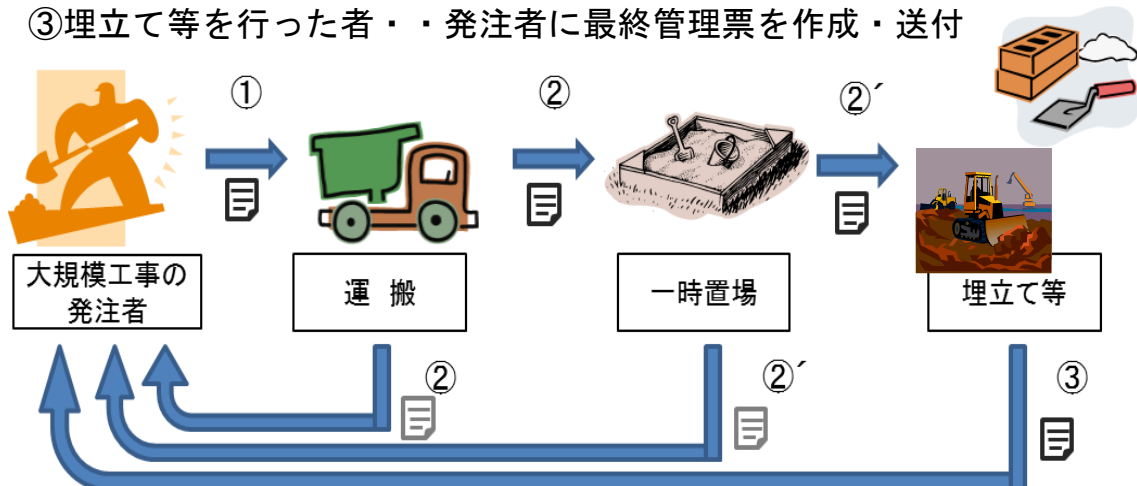 ③埋立て等を行った者・・発注者に最終管理票を作成・送付
①
②
②´
大規模工事の
発注者
運 搬
一時置場
埋立て等
②
②´
③